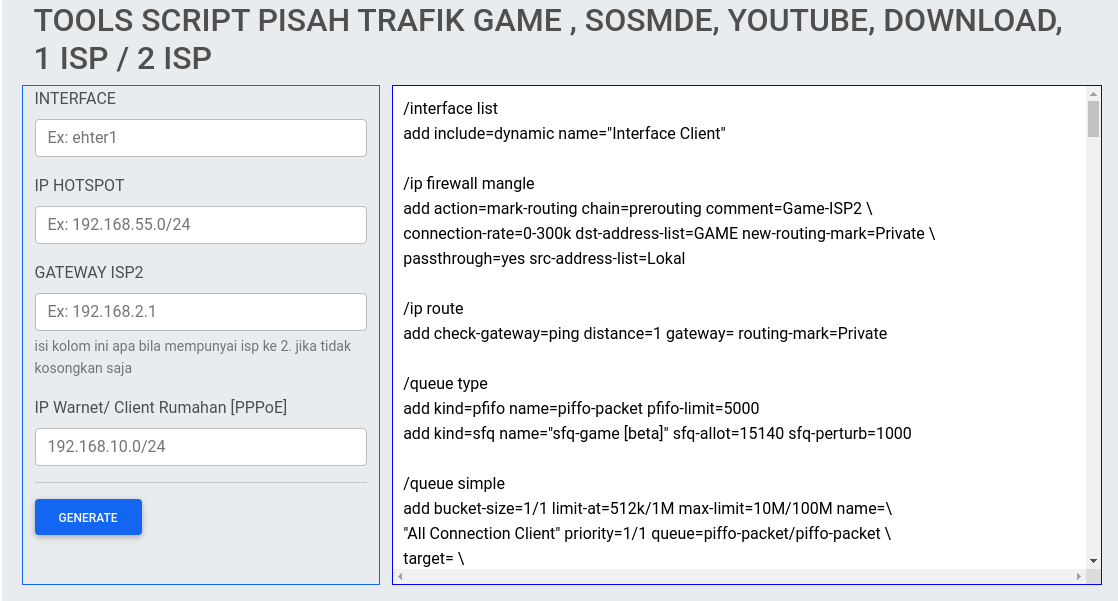 TOOLS SCRIPT PISAH TRAFIK GAME , SOSMDE, YOUTUBE, DOWNLOAD,
1 ISP / 2 ISP
INTERFACE
Ex: ehter1
IP HOTSPOT
Ex: 192.168.55.0/24
GATEWAY ISP2
Ex: 192.168.2.1
isi kolom ini apa bila mempunyai isp ke 2. jika tidak
kosongkan saja
IP Warnet/ Client Rumahan [PPPoE]
192.168.10.0/24
GENERATE
/interface list
add include=dynamic name="Interface Client"
/ip firewall mangle
add action=mark-routing chain=prerouting comment=Game-ISP2 \
connection-rate=0-300k dst-address-list=GAME new-routing-mark=Private \
passthrough=yes src-address-list=Lokal
/ip route
add check-gateway=ping distance=1 gateway= routing-mark=Private
/queue type
add kind=pfifo name=piffo-packet pfifo-limit=5000
add kind=sfq name="sfq-game [beta]" sfq-allot=15140 sfq-perturb=1000
/queue simple
add bucket-size=1/1 limit-at=512k/1M max-limit=10M/100M name=\
"All Connection Client" priority=1/1 queue=piffo-packet/piffo-packet \
target= \